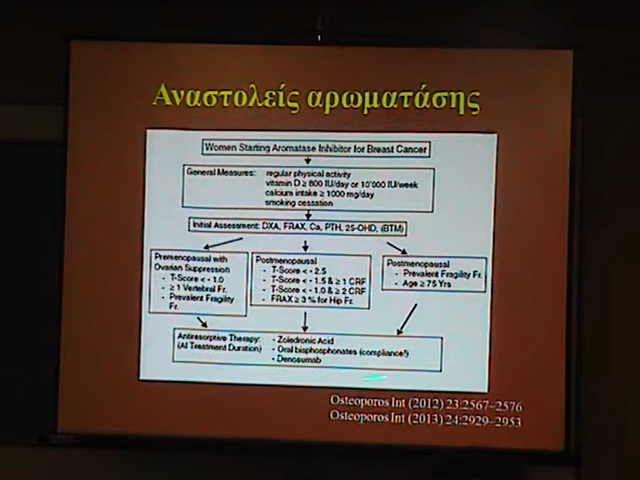 Αναστολείς αρωματάσης
Women Starting Aromatase Inhibitor for Breast Cancer
General Measures: regular physical activity
vitamin D ≥ 800 IU/day or 10'000 IU/week
calcium intake ≥ 1000 mg/day
smoking cessation
Initial Assessment: DXA, FRAX, Ca, PTH, 25-OHD, (BTM)
Premenopausal with
Ovarian Suppression
- T-Score < - 1.0
- ≥ 1 Vertebral Fr.
- Prevalent Fragility
Fr.
Postmenopausal
- T-Score < - 2.5
- T-Score < - 1.5 & ≥ 1 CRF
- T-Score < - 1.0 & ≥ 2 CRF
- FRAX ≥ 3 % for Hip Fr.
Postmenopausal
- Prevalent Fragility Fr.
- Age ≥ 75 Yrs
Antiresorptive Therapy: - Zoledronic Acid
(AI Treatment Duration) - Oral bisphosphonates (compliance!)
- Denosumab
Osteoporos Int (2012) 23:2567–2576
Osteoporos Int (2013) 24:2929–2953